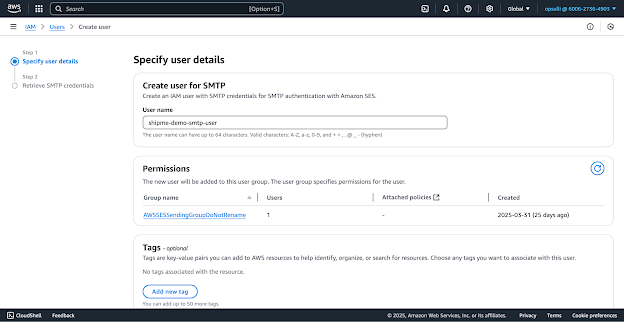 aws
Search
[Option+S]
Global
opselli @ 6006-2736-4993
IAM > Users > Create user
Step 1
Specify user details
Step 2
Retrieve SMTP credentials
Specify user details
Create user for SMTP
Create an IAM user with SMTP credentials for SMTP authentication with Amazon SES.
User name
shipme-demo-smtp-user
The user name can have up to 64 characters. Valid characters: A-Z, a-z, 0-9, and + = , . @ _ - (hyphen)
Permissions
The new user will be added to this user group. The user group specifies permissions for the user.
Group name
Users
Attached policies
Created
AWSSESSendingGroupDoNotRename
1
-
2025-03-31 (25 days ago)
Tags - optional
Tags are key-value pairs you can add to AWS resources to help identify, organize, or search for resources. Choose any tags you want to associate with this user.
No tags associated with the resource.
Add new tag
You can add up to 50 more tags.
CloudShell
Feedback
© 2025, Amazon Web Services, Inc. or its affiliates.
Privacy
Terms
Cookie preferences